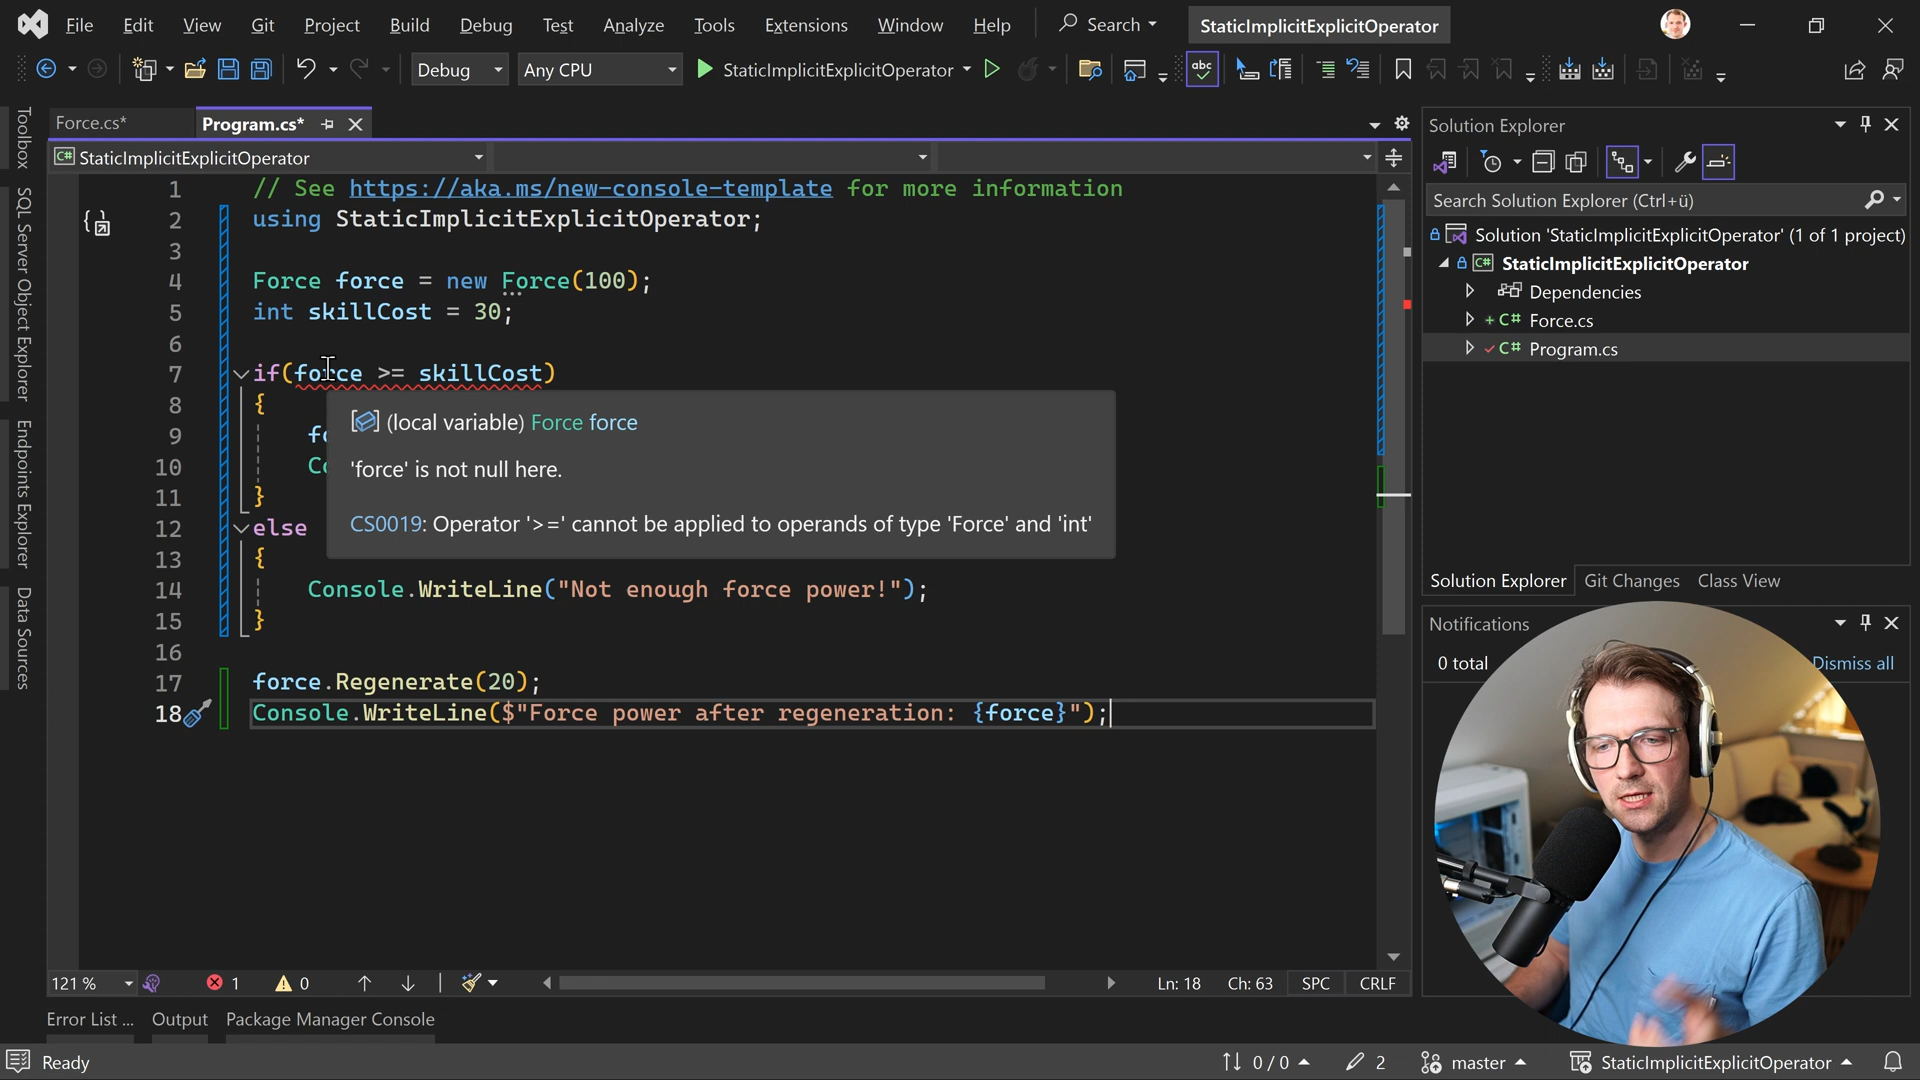 File Edit View Git Project Build Debug Test Analyze Tools Extensions Window Help Search StaticImplicitExplicitOperator
Debug Any CPU StaticImplicitExplicitOperator abc
Force.cs* Program.cs*
StaticImplicitExplicitOperator
Toolbox
SQL Server Object Explorer
Endpoints Explorer
Data Sources
1 // See https://aka.ms/new-console-template for more information
2 using StaticImplicitExplicitOperator;
3
4 Force force = new Force(100);
5 int skillCost = 30;
6
7 if(force >= skillCost)
8 {
9 fo
10 Co
11 }
12 else
13 {
14 Console.WriteLine("Not enough force power!");
15 }
16
17 force.Regenerate(20);
18 Console.WriteLine($"Force power after regeneration: {force}");
(local variable) Force force
'force' is not null here.
CS0019: Operator '>=' cannot be applied to operands of type 'Force' and 'int'
121 % 1 0 Ln: 18 Ch: 63 SPC CRLF
Error List ... Output Package Manager Console
Solution Explorer
Search Solution Explorer (Ctrl+ü)
Solution 'StaticImplicitExplicitOperator' (1 of 1 project)
C# StaticImplicitExplicitOperator
Dependencies
C# Force.cs
C# Program.cs
Solution Explorer Git Changes Class View
Notifications
0 total Dismiss all
Ready 0 / 0 2 master StaticImplicitExplicitOperator